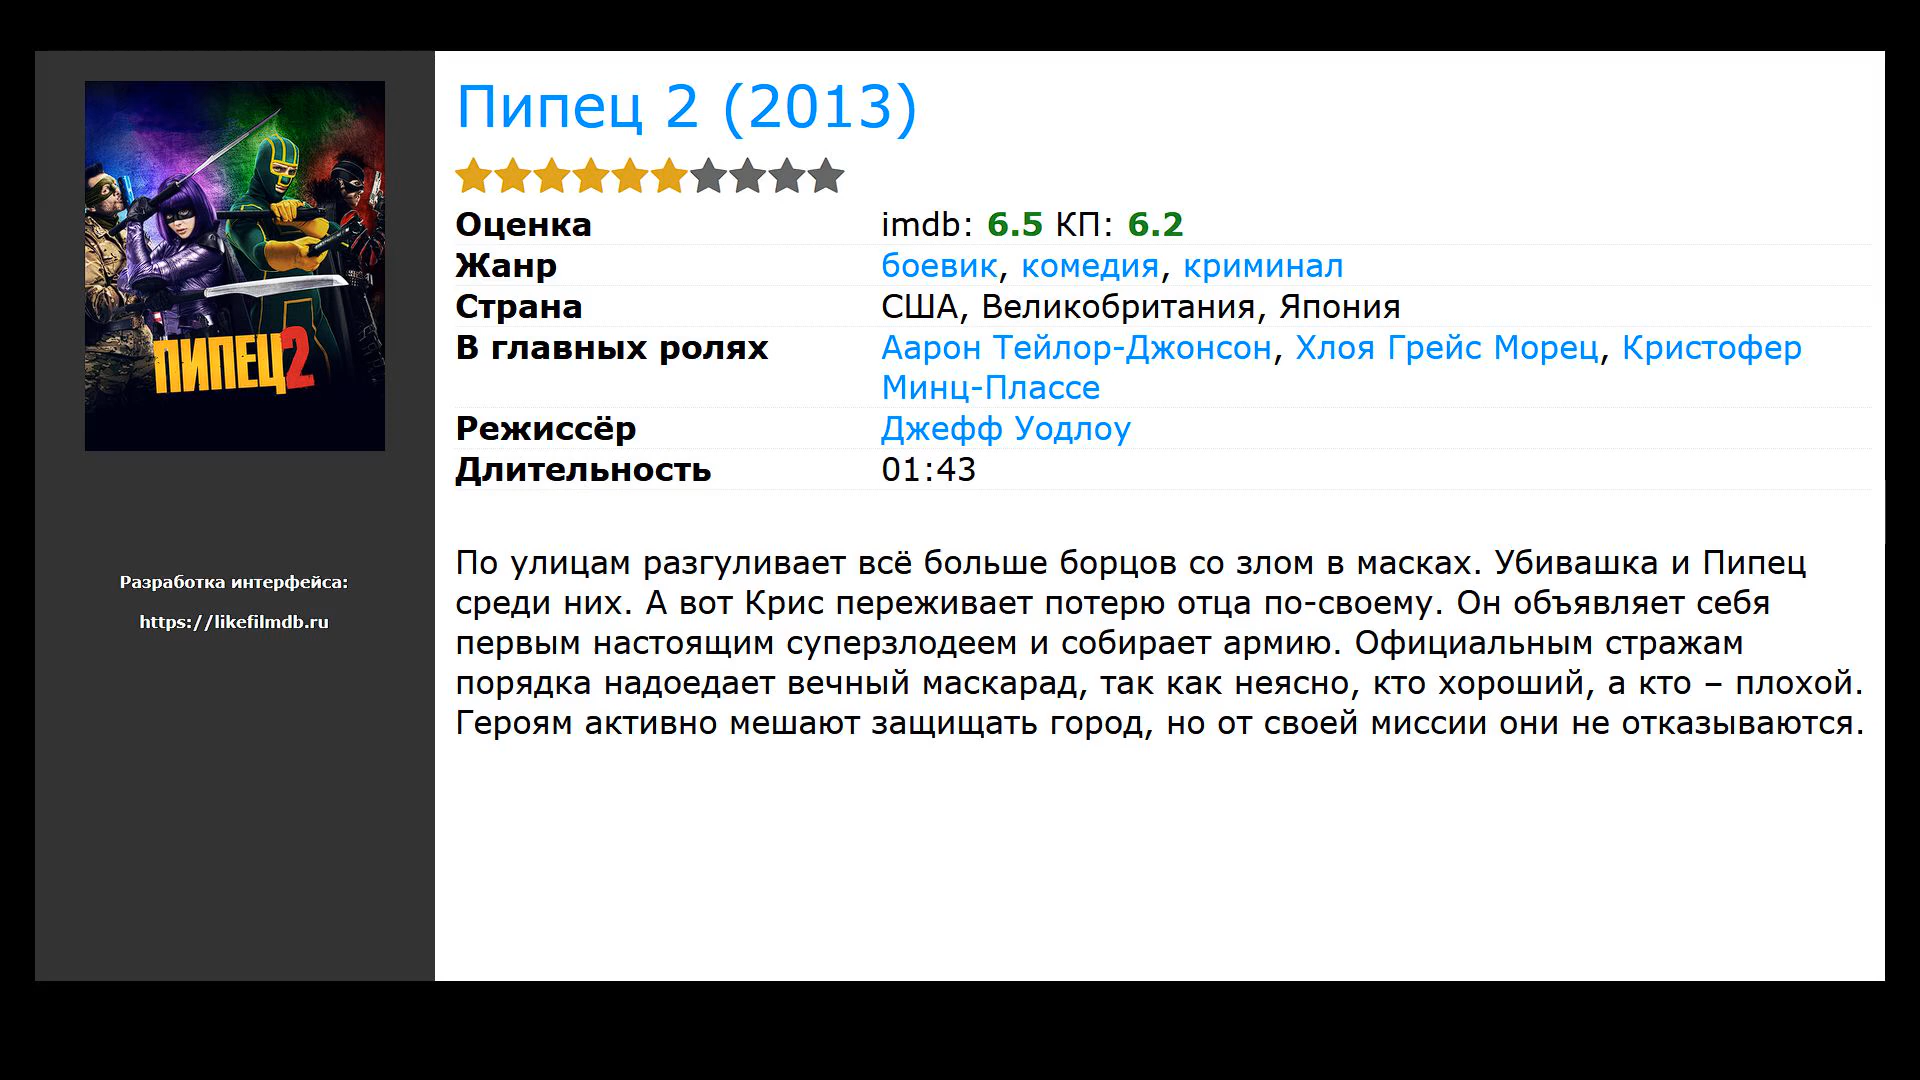 ПИПЕЦ2
Разработка интерфейса:
https://likefilmdb.ru
Пипец 2 (2013)
Оценка imdb: 6.5 КП: 6.2
Жанр боевик, комедия, криминал
Страна США, Великобритания, Япония
В главных ролях Аарон Тейлор-Джонсон, Хлоя Грейс Морец, Кристофер
Минц-Плассе
Режиссёр Джефф Уодлоу
Длительность 01:43
По улицам разгуливает всё больше борцов со злом в масках. Убивашка и Пипец
среди них. А вот Крис переживает потерю отца по-своему. Он объявляет себя
первым настоящим суперзлодеем и собирает армию. Официальным стражам
порядка надоедает вечный маскарад, так как неясно, кто хороший, а кто – плохой.
Героям активно мешают защищать город, но от своей миссии они не отказываются.